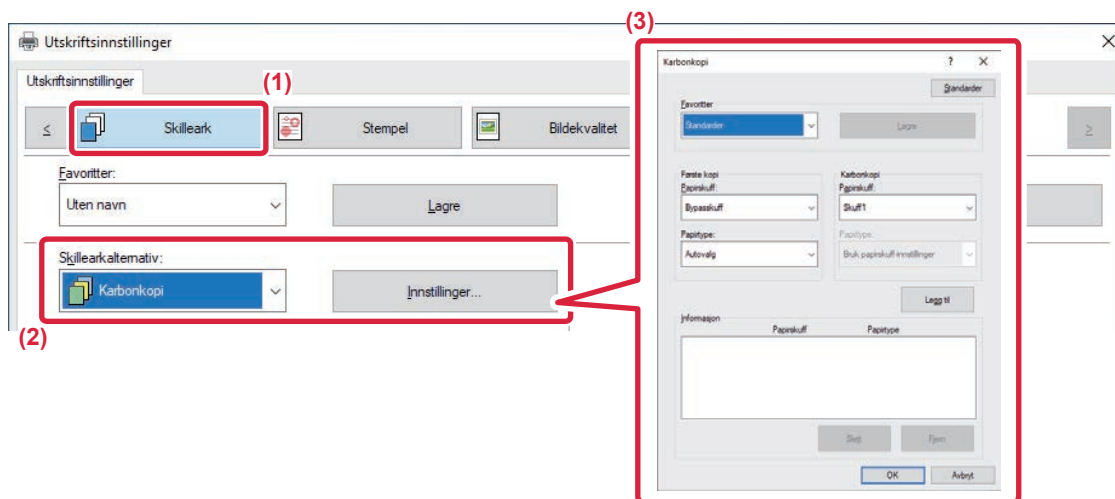 (3)
Utskriftsinnstillinger
Utskriftsinnstillinger
(1)
< Skilleark Stempel Bildekvalitet >
Favoritter:
Uten navn Lagre
Skillearkalternativ:
Karbonkopi Innstillinger...
(2)
Karbonkopi ? X
Standarder
Favoritter
Standarder Lagre
Første kopi Karbonkopi
Papirskuff: Papirskuff:
Bypasskuff Skuff1
Papirtype: Papirtype:
Autovalg Bruk papirskuff innstillinger
Legg til
Informasjon
Papirskuff Papirtype
Slett Fjern
OK Avbryt